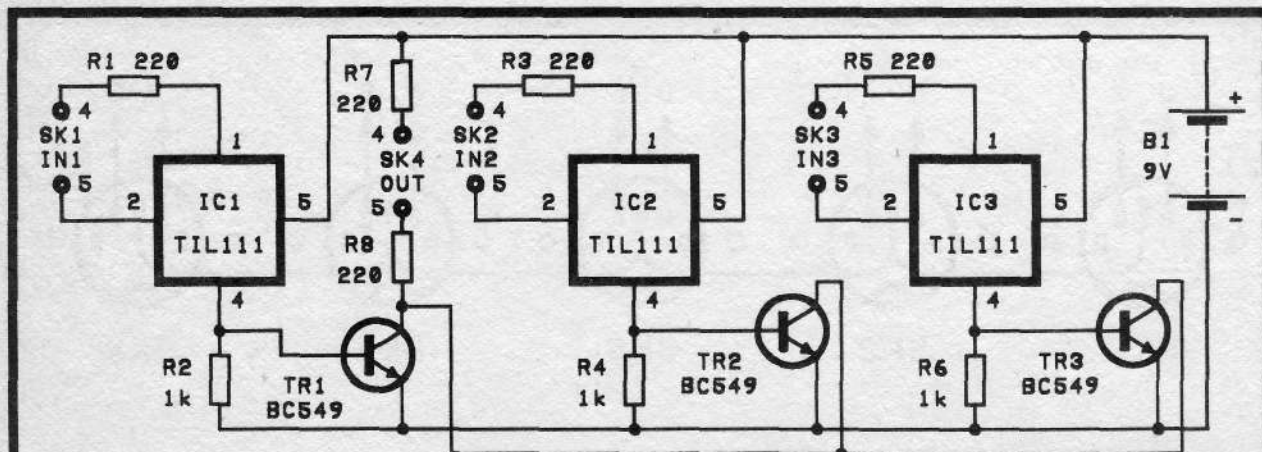 R1 220
4
SK1
IN1
5
1
2
IC1
TIL111
5
4
R2
1k
TR1
BC549
R7
220
4
SK4
OUT
5
R8
220
R3 220
4
SK2
IN2
5
1
2
IC2
TIL111
5
4
R4
1k
TR2
BC549
R5 220
4
SK3
IN3
5
1
2
IC3
TIL111
5
4
R6
1k
TR3
BC549
+
B1
9V
-